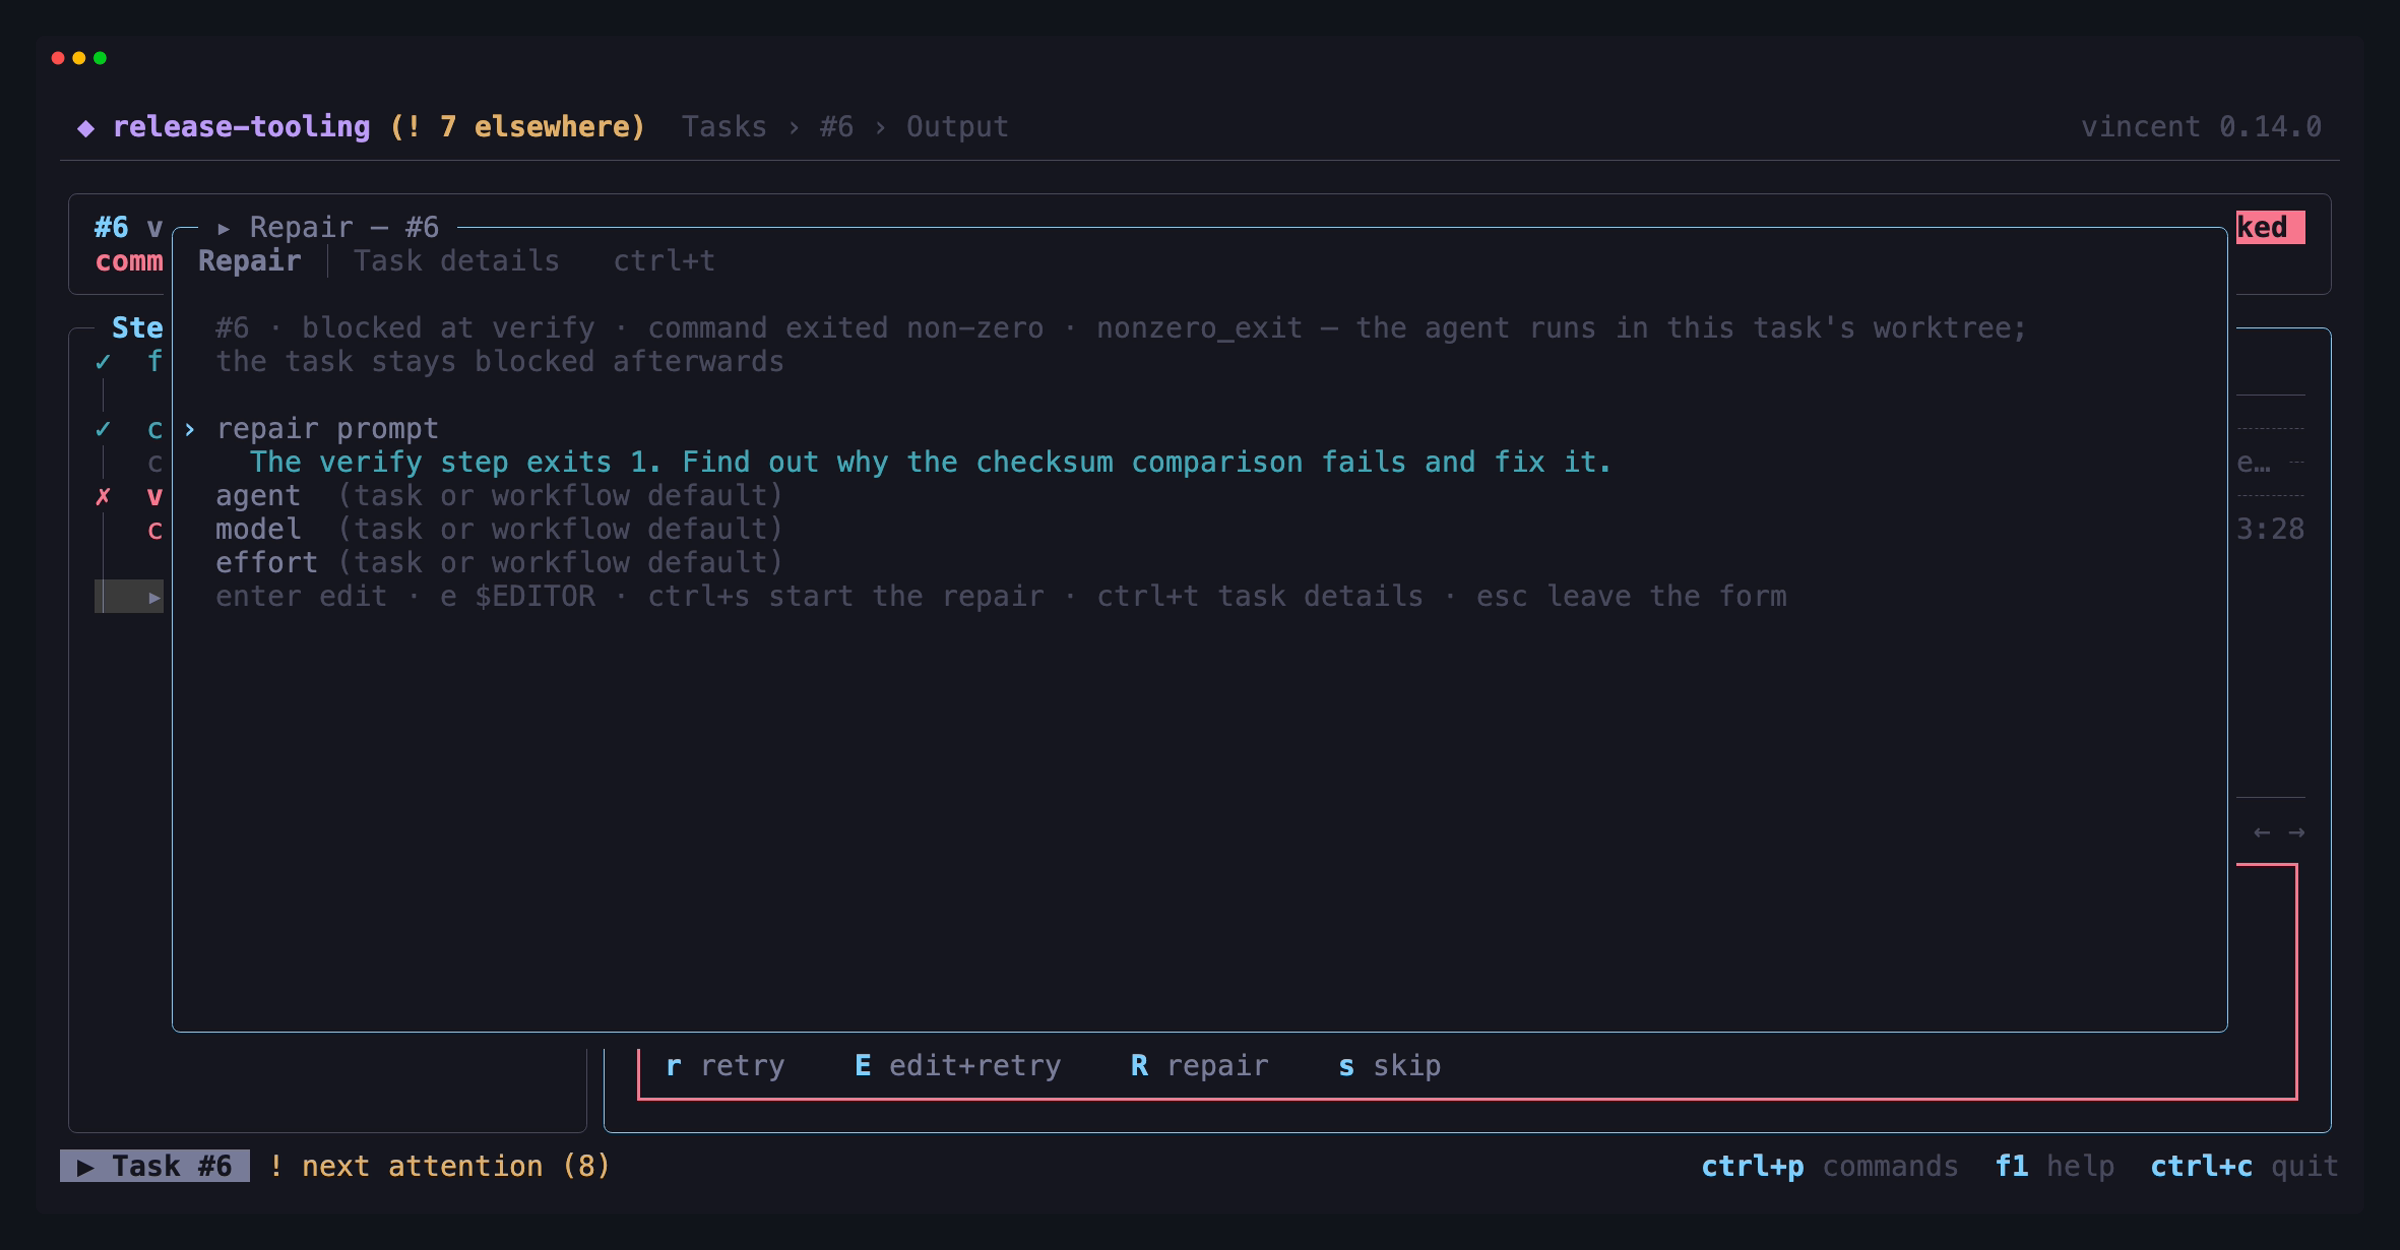 ◆ release-tooling (! 7 elsewhere) Tasks › #6 › Output vincent 0.14.0
#6 v ▸ Repair — #6 ked
comm Repair │ Task details ctrl+t
Ste #6 · blocked at verify · command exited non-zero · nonzero_exit — the agent runs in this task's worktree;
✓ f the task stays blocked afterwards
✓ c › repair prompt
c The verify step exits 1. Find out why the checksum comparison fails and fix it. e…
✗ v agent (task or workflow default)
c model (task or workflow default) 3:28
effort (task or workflow default)
▸ enter edit · e $EDITOR · ctrl+s start the repair · ctrl+t task details · esc leave the form
← →
r retry E edit+retry R repair s skip
▶ Task #6 ! next attention (8) ctrl+p commands f1 help ctrl+c quit